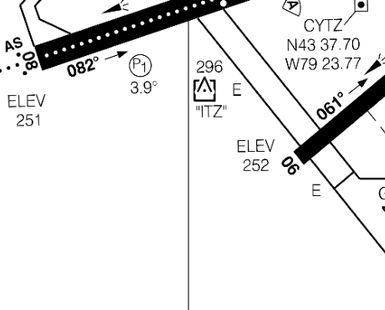 A
CYTZ
N43 37.70
W79 23.77
AS
08
082°
P1
3.9°
296
E
"ITZ"
ELEV
251
061°
ELEV
252
06
E